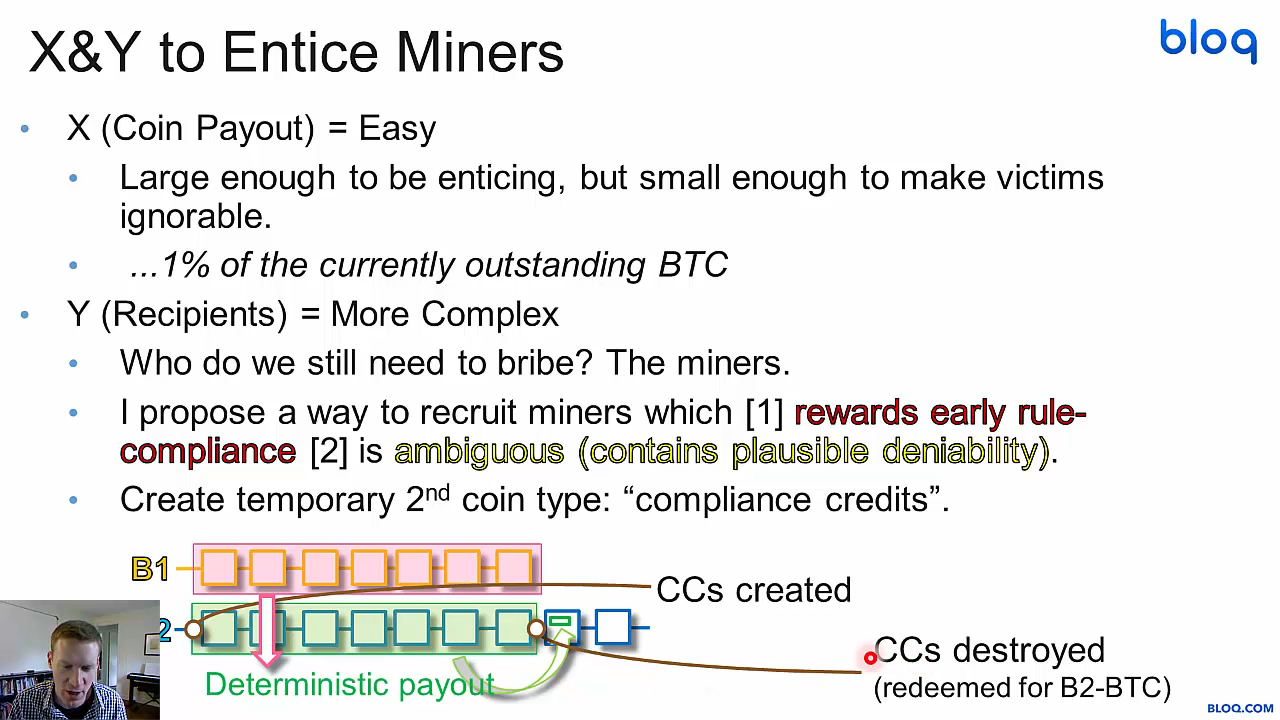 X&Y to Entice Miners
bloq
• X (Coin Payout) = Easy
• Large enough to be enticing, but small enough to make victims
ignorable.
• ...1% of the currently outstanding BTC
• Y (Recipients) = More Complex
• Who do we still need to bribe? The miners.
• I propose a way to recruit miners which [1] rewards early rule-
compliance [2] is ambiguous (contains plausible deniability).
• Create temporary 2nd coin type: “compliance credits”.
B1
CCs created
2
CCs destroyed
(redeemed for B2-BTC)
Deterministic payout
BLOQ.COM